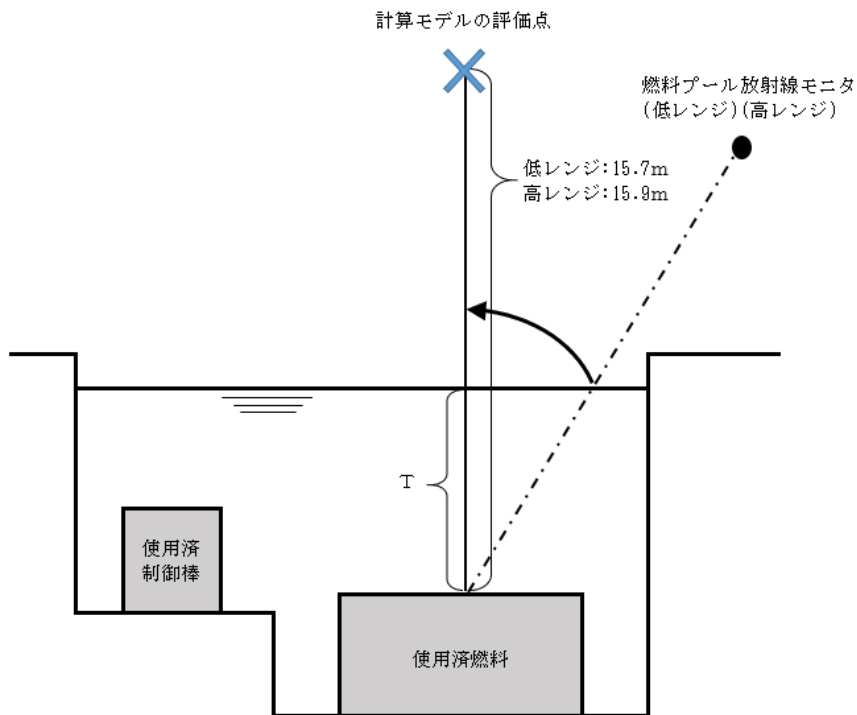 計算モデルの評価点
燃料プール放射線モニタ
(低レンジ)(高レンジ)
低レンジ:15.7m
高レンジ:15.9m
T
使用済
制御棒
使用済燃料